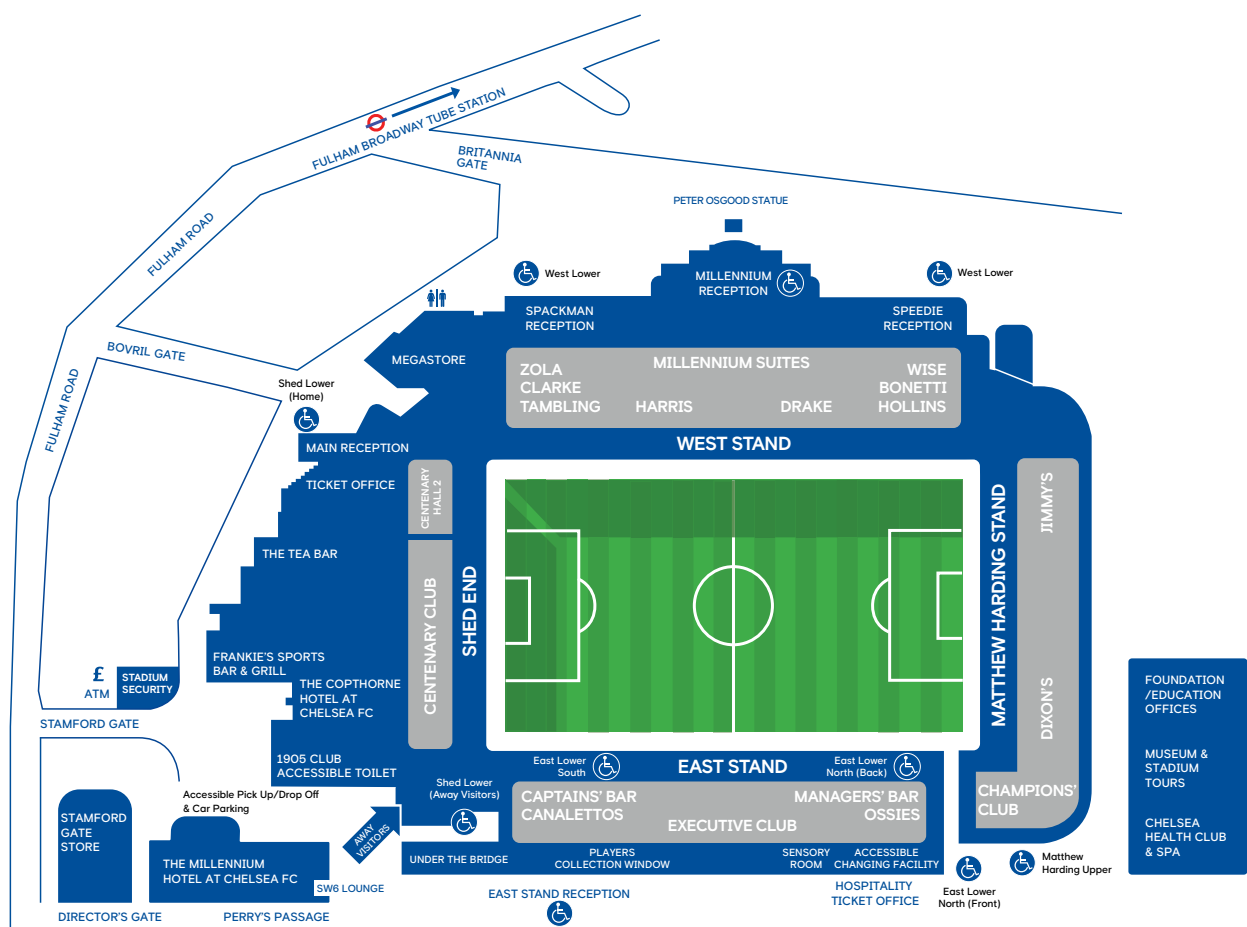 FULHAM BROADWAY TUBE STATION
BRITANNIA
GATE
FULHAM ROAD
PETER OSGOOD STATUE
West Lower
MILLENNIUM
RECEPTION
West Lower
SPACKMAN
RECEPTION
SPEEDIE
RECEPTION
BOVRIL GATE
MEGASTORE
MILLENNIUM SUITES
ZOLA
CLARKE
TAMBLING
HARRIS
DRAKE
WISE
BONETTI
HOLLINS
FULHAM ROAD
Shed Lower
(Home)
MAIN RECEPTION
WEST STAND
TICKET OFFICE
CENTENARY
HALL 2
JIMMY'S
THE TEA BAR
CENTENARY CLUB
SHED END
MATTHEW HARDING STAND
DIXON'S
FRANKIE'S SPORTS
BAR & GRILL
£
ATM
STADIUM
SECURITY
THE COPTHORNE
HOTEL AT
CHELSEA FC
STAMFORD GATE
FOUNDATION
/EDUCATION
OFFICES
MUSEUM &
STADIUM
TOURS
CHELSEA
HEALTH CLUB
& SPA
1905 CLUB
ACCESSIBLE TOILET
East Lower
South
EAST STAND
East Lower
North (Back)
Shed Lower
(Away Visitors)
CAPTAINS' BAR
CANALETTOS
MANAGERS' BAR
OSSIES
EXECUTIVE CLUB
CHAMPIONS'
CLUB
Accessible Pick Up/Drop Off
& Car Parking
STAMFORD
GATE
STORE
AWAY
VISITORS
THE MILLENNIUM
HOTEL AT CHELSEA FC
UNDER THE BRIDGE
PLAYERS
COLLECTION WINDOW
SENSORY
ROOM
ACCESSIBLE
CHANGING FACILITY
Matthew
Harding Upper
SW6 LOUNGE
EAST STAND RECEPTION
HOSPITALITY
TICKET OFFICE
East Lower
North (Front)
DIRECTOR'S GATE
PERRY'S PASSAGE